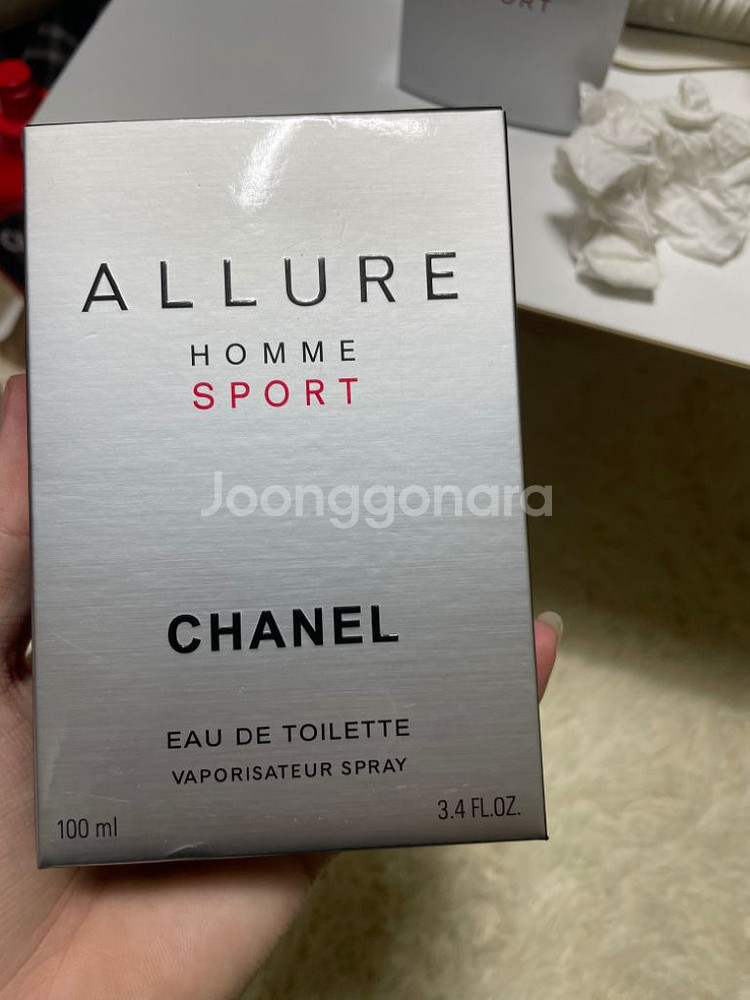 ALLURE
HOMME
SPORT
Joonggonara
CHANEL
EAU DE TOILETTE
VAPORISATEUR SPRAY
100 ml
3.4 FL.OZ.